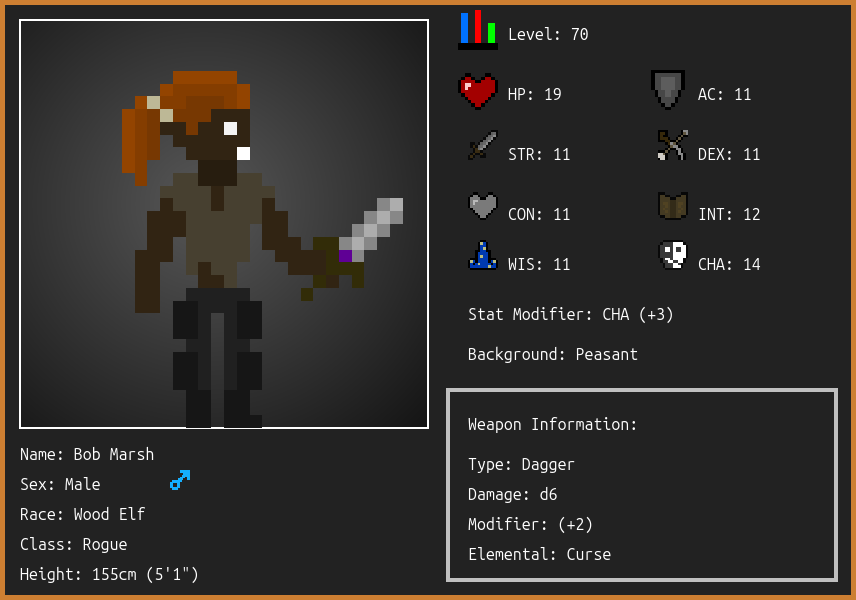 Level: 70
HP: 19
AC: 11
STR: 11
DEX: 11
CON: 11
INT: 12
WIS: 11
CHA: 14
Stat Modifier: CHA (+3)
Background: Peasant
Weapon Information:
Type: Dagger
Damage: d6
Modifier: (+2)
Elemental: Curse
Name: Bob Marsh
Sex: Male
Race: Wood Elf
Class: Rogue
Height: 155cm (5'1")